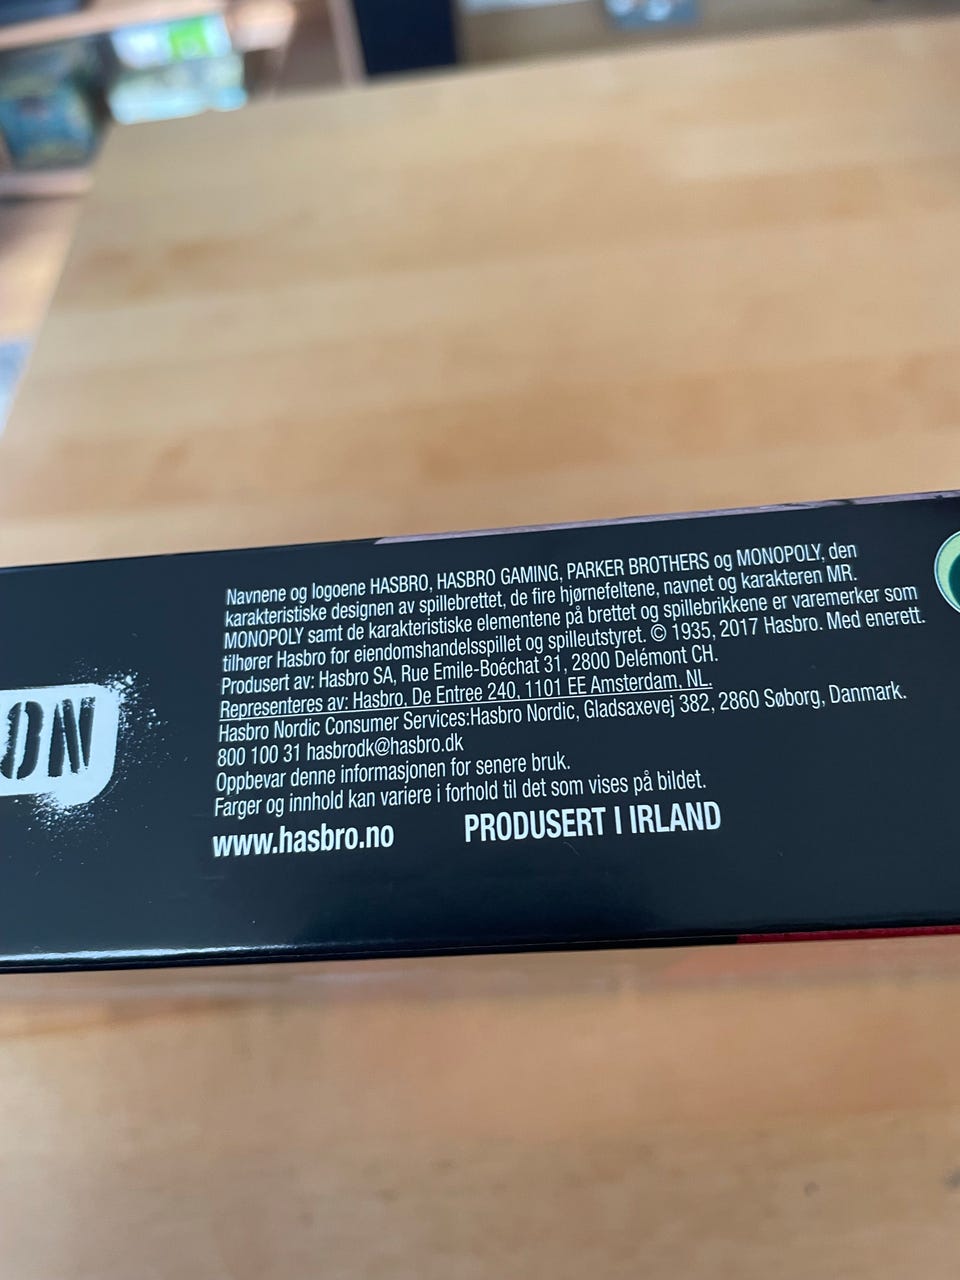 Navnene og logoene HASBRO, HASBRO GAMING, PARKER BROTHERS og MONOPOLY, den
karakteristiske designen av spillebrettet, de fire hjørnefeltene, navnet og karakteren MR.
MONOPOLY samt de karakteristiske elementene på brettet og spillebrikkene er varemerker som
tilhører Hasbro for eiendomshandelsspillet og spilleutstyret. © 1935, 2017 Hasbro. Med enerett.
Produsert av: Hasbro SA, Rue Emile-Boéchat 31, 2800 Delémont CH.
Representeres av: Hasbro, De Entree 240, 1101 EE Amsterdam, NL.
Hasbro Nordic Consumer Services:Hasbro Nordic, Gladsaxevej 382, 2860 Søborg, Danmark.
800 100 31 hasbrodk@hasbro.dk
Oppbevar denne informasjonen for senere bruk.
Farger og innhold kan variere i forhold til det som vises på bildet.
www.hasbro.no PRODUSERT I IRLAND
ON